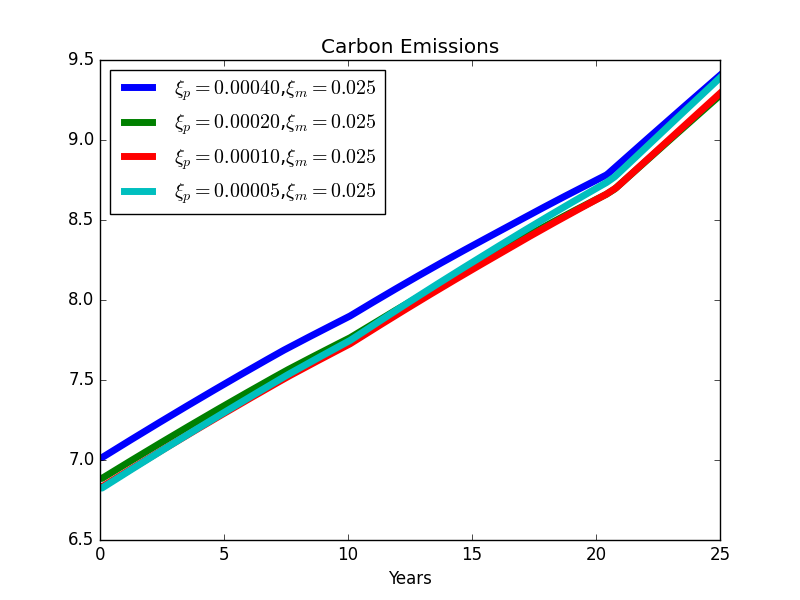 Carbon Emissions
9.5
9.0
8.5
8.0
7.5
7.0
6.5
ξₚ = 0.00040,ξₘ = 0.025
ξₚ = 0.00020,ξₘ = 0.025
ξₚ = 0.00010,ξₘ = 0.025
ξₚ = 0.00005,ξₘ = 0.025
0 5 10 15 20 25
Years